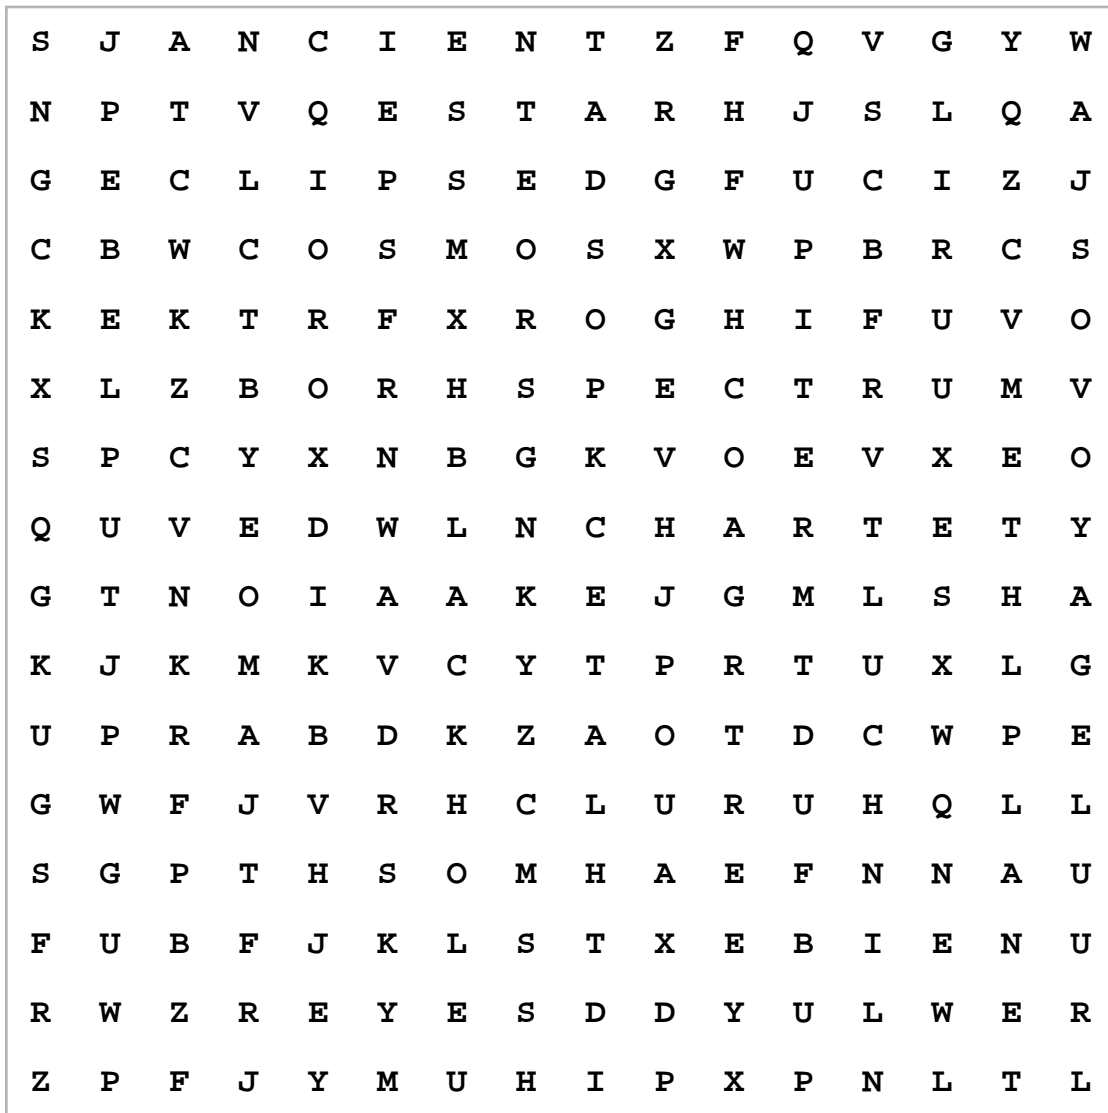 S J A N C I E N T Z F Q V G Y W
N P T V Q E S T A R H J S L Q A
G E C L I P S E D G F U C I Z J
C B W C O S M O S X W P B R C S
K E K T R F X R O G H I F U V O
X L Z B O R H S P E C T R U M V
S P C Y X N B G K V O E V X E O
Q U V E D W L N C H A R T E T Y
G T N O I A A K E J G M L S H A
K J K M K V C Y T P R T U X L G
U P R A B D K Z A O T D C W P E
G W F J V R H C L U R U H Q L L
S G P T H S O M H A E F N N A U
F U B F J K L S T X E B I E N U
R W Z R E Y E S D D Y U L W E R
Z P F J Y M U H I P X P N L T L